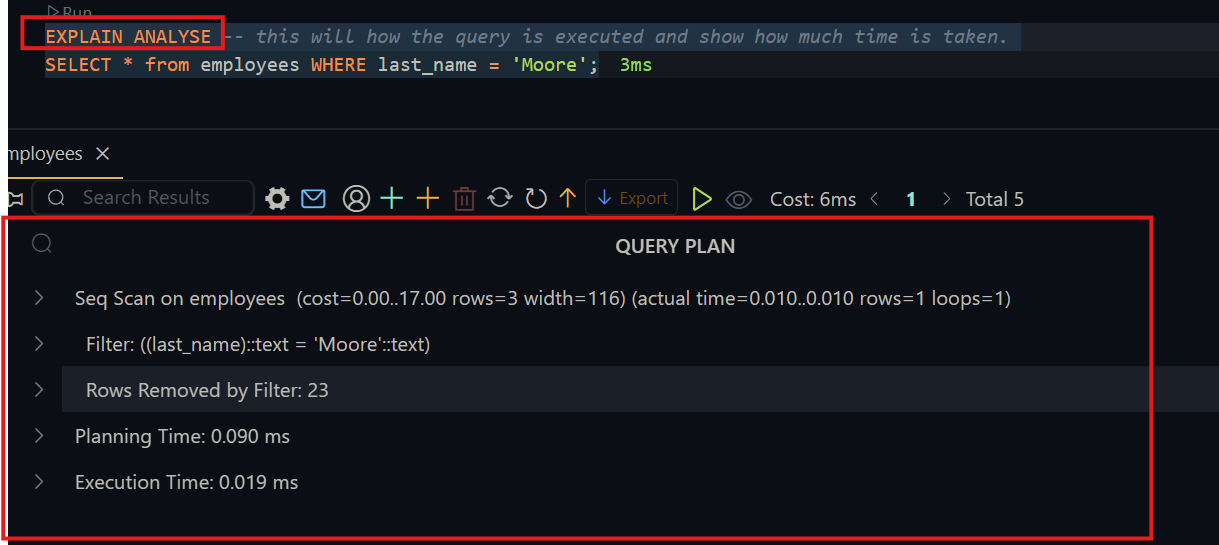 Run
EXPLAIN ANALYSE -- this will how the query is executed and show how much time is taken.
SELECT * from employees WHERE last_name = 'Moore'; 3ms
mployees
Search Results Export Cost: 6ms 1 Total 5
QUERY PLAN
Seq Scan on employees (cost=0.00..17.00 rows=3 width=116) (actual time=0.010..0.010 rows=1 loops=1)
Filter: ((last_name)::text = 'Moore'::text)
Rows Removed by Filter: 23
Planning Time: 0.090 ms
Execution Time: 0.019 ms